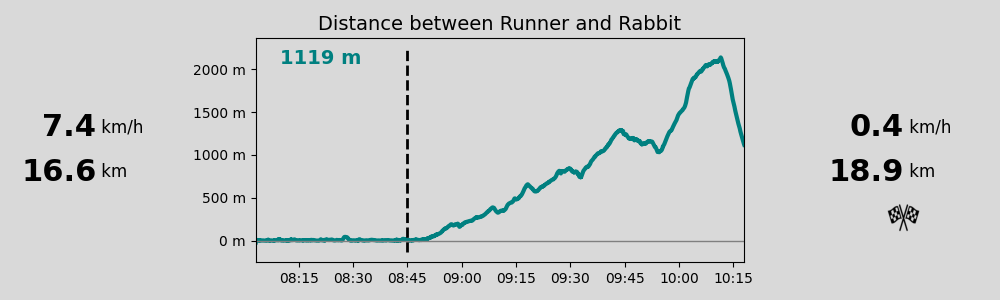 Distance between Runner and Rabbit
1119 m
2000 m
1500 m
1000 m
500 m
0 m
08:15 08:30 08:45 09:00 09:15 09:30 09:45 10:00 10:15
7.4 km/h
16.6 km
0.4 km/h
18.9 km